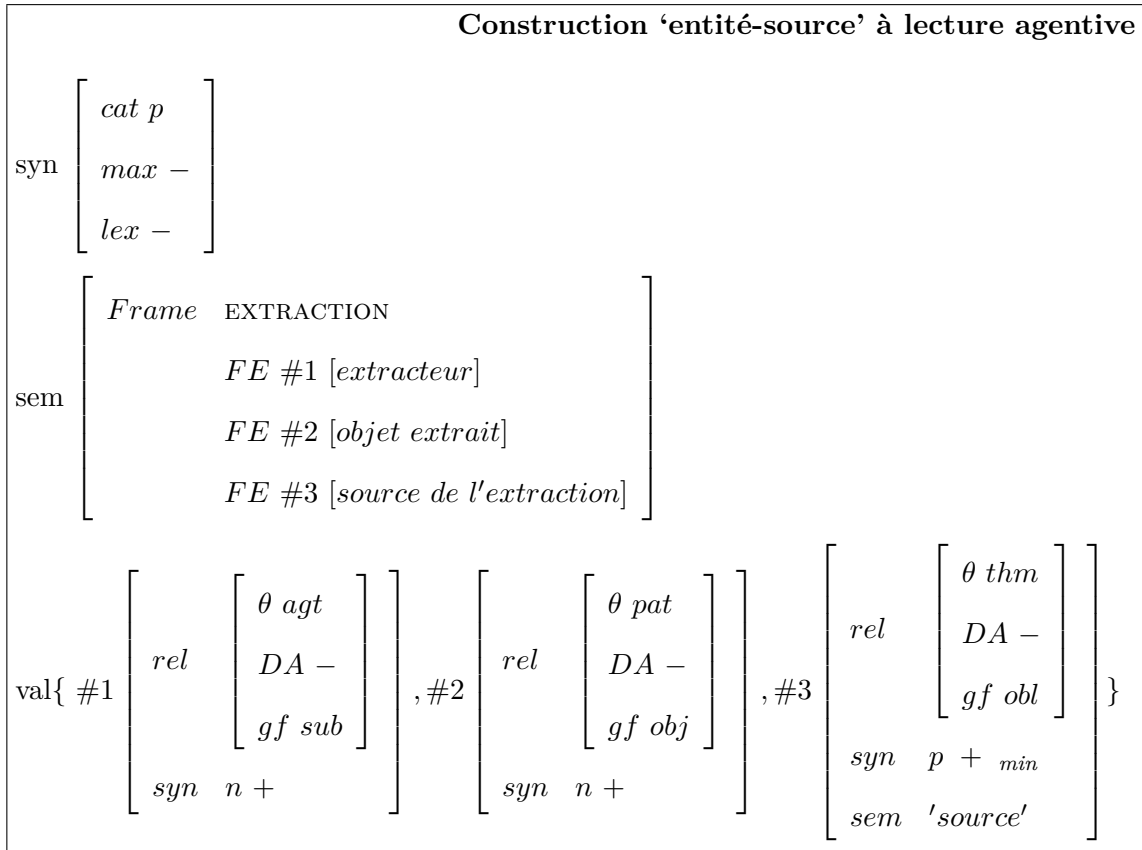 Construction ‘entité-source’ à lecture agentive
syn [ cat p
max −
lex − ]
sem [ Frame EXTRACTION
FE #1 [extracteur]
FE #2 [objet extrait]
FE #3 [source de l'extraction] ]
val{ #1 [ rel [ θ agt
DA −
gf sub ]
syn n + ] , #2 [ rel [ θ pat
DA −
gf obj ]
syn n + ] , #3 [ rel [ θ thm
DA −
gf obl ]
syn p + min
sem 'source' ] }